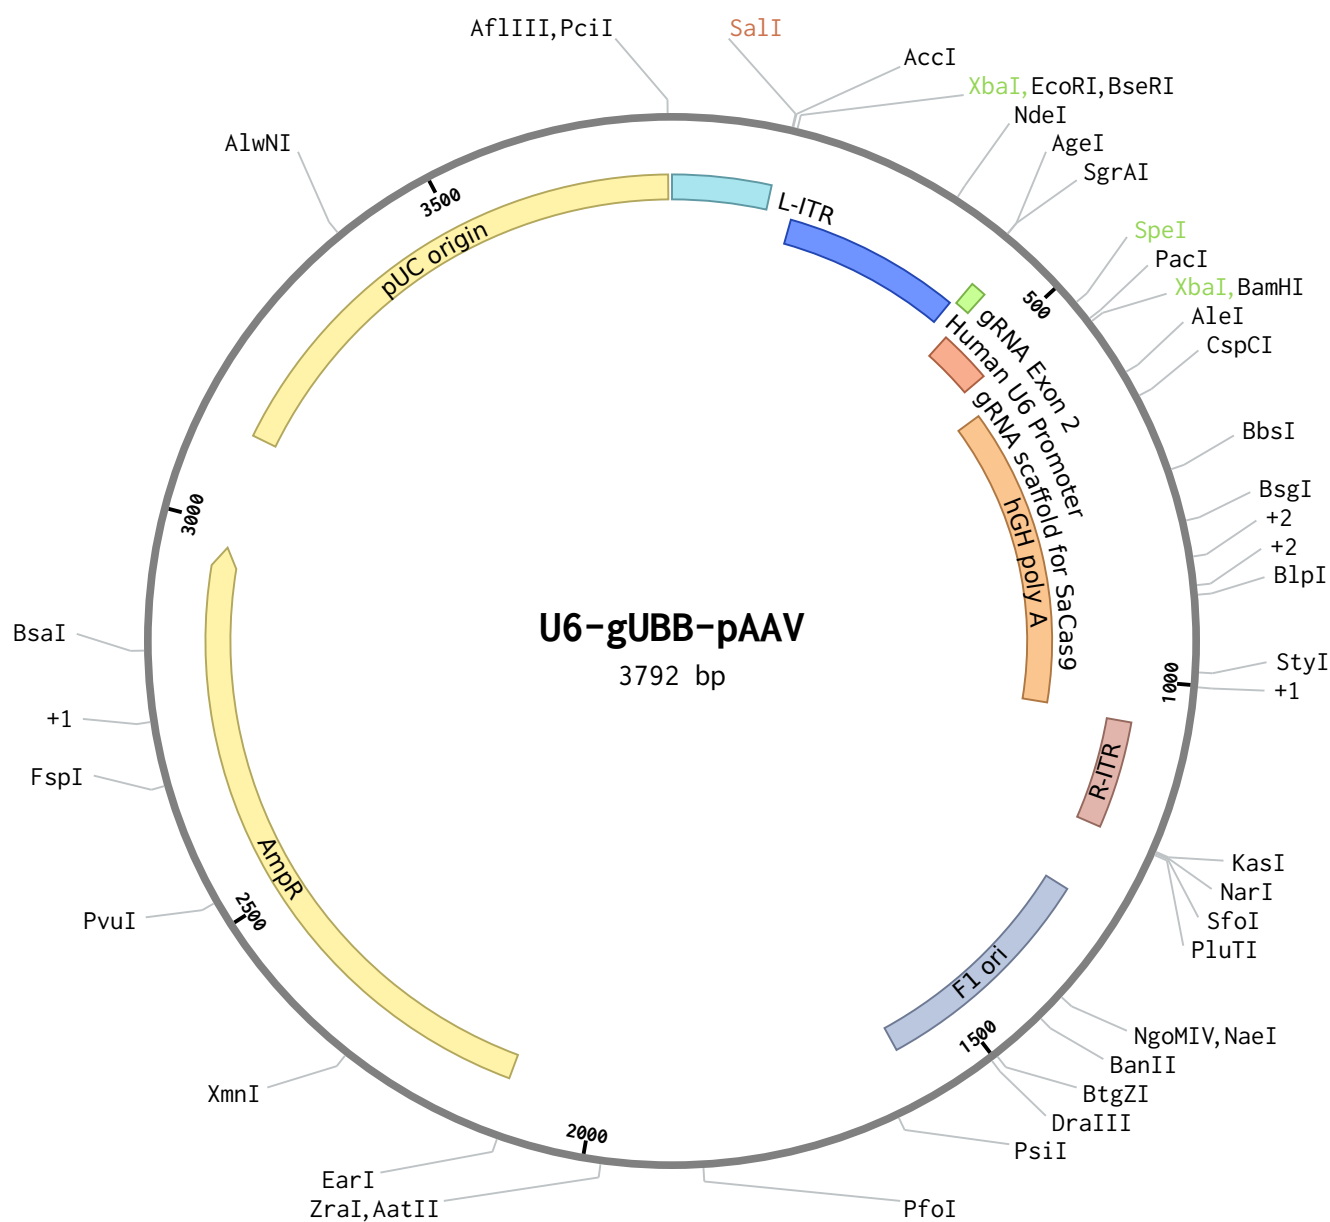 AflIII,PciI
SalI
AccI
XbaI,EcoRI,BseRI
NdeI
AgeI
SgrAI
SpeI
PacI
XbaI,BamHI
AleI
CspCI
BbsI
BsgI
+2
+2
BlpI
StyI
+1
KasI
NarI
SfoI
PluTI
NgoMIV,NaeI
BanII
BtgZI
DraIII
PsiI
PfoI
ZraI,AatII
EarI
XmnI
PvuI
FspI
+1
BsaI
AlwNI
500
1000
1500
2000
2500
3000
3500
L-ITR
Human U6 Promoter
gRNA Exon 2
gRNA scaffold for SaCas9
hGH poly A
R-ITR
F1 ori
AmpR
pUC origin
U6-gUBB-pAAV
3792 bp